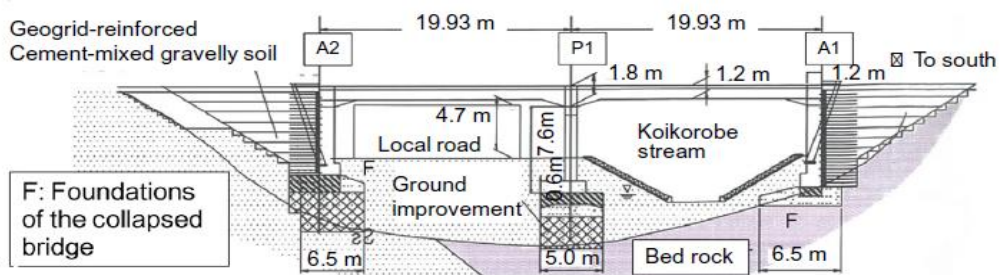 19.93 m
19.93 m
Geogrid-reinforced
Cement-mixed gravelly soil
A2
P1
A1
To south
1.8 m
1.2 m
1.2 m
4.7 m
7.6m
Koikorobe
stream
Local road
F
0.6m
Ground
improvement
F: Foundations
of the collapsed
bridge
F
6.5 m
5.0 m
Bed rock
6.5 m